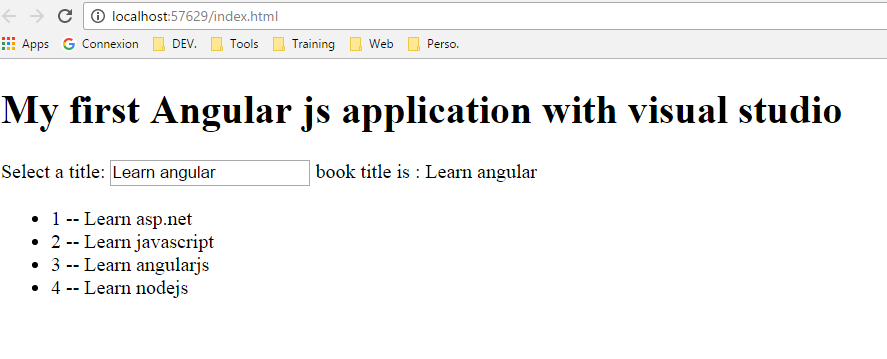 localhost:57629/index.html
Apps Connexion DEV. Tools Training Web Perso.
My first Angular js application with visual studio
Select a title: Learn angular book title is : Learn angular
1 -- Learn asp.net
2 -- Learn javascript
3 -- Learn angularjs
4 -- Learn nodejs